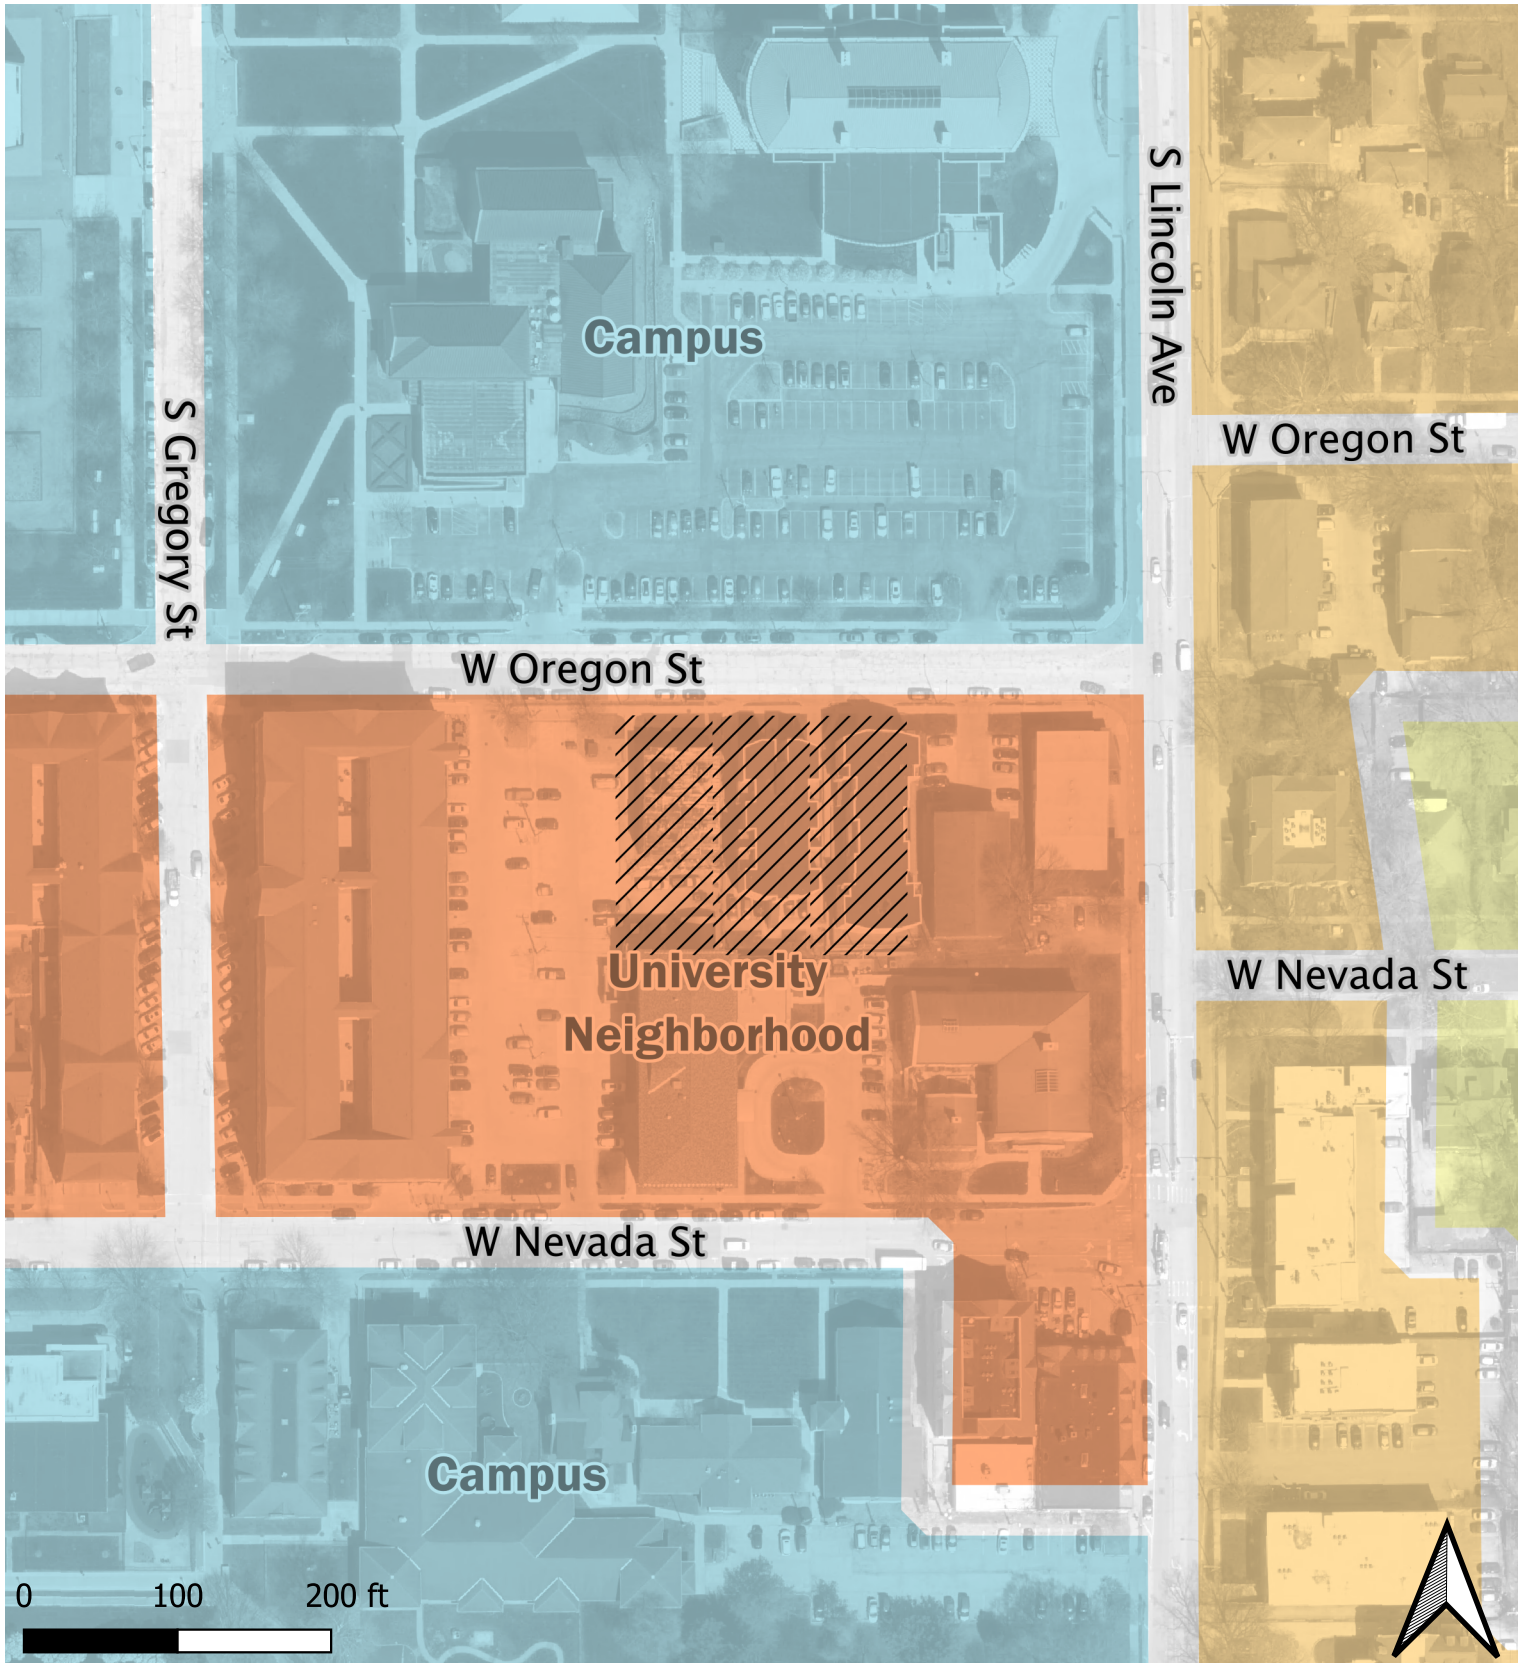 S Lincoln Ave
Campus
S Gregory St
W Oregon St
W Oregon St
University
Neighborhood
W Nevada St
W Nevada St
Campus
0 100 200 ft